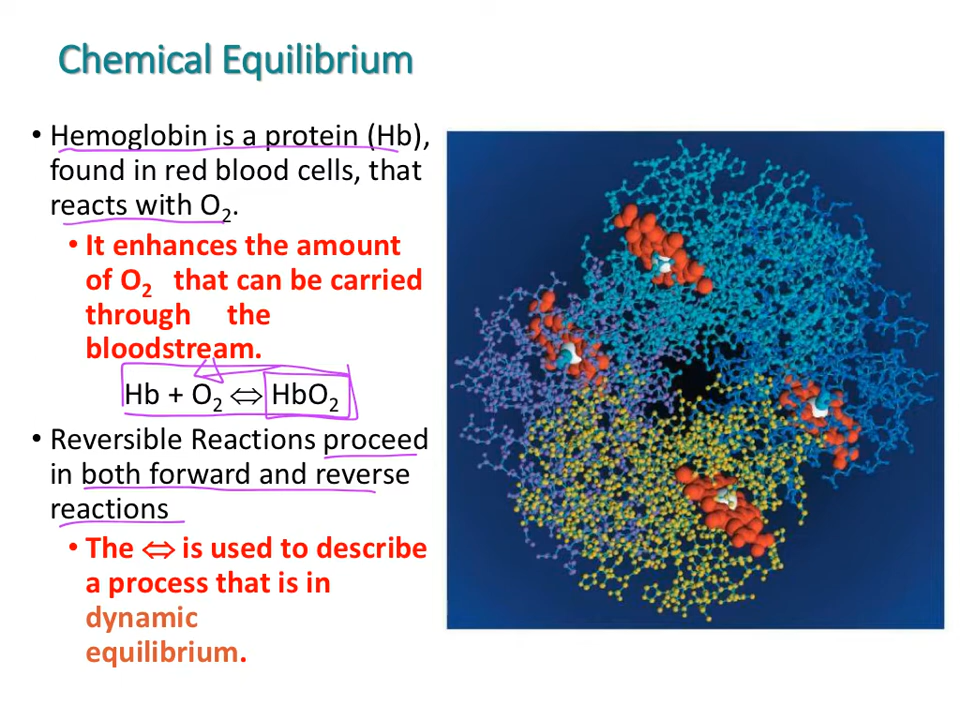 Chemical Equilibrium
• Hemoglobin is a protein (Hb),
found in red blood cells, that
reacts with O₂.
• It enhances the amount
of O₂ that can be carried
through the
bloodstream.
Hb + O₂ ⇔ HbO₂
• Reversible Reactions proceed
in both forward and reverse
reactions
• The ⇔ is used to describe
a process that is in
dynamic
equilibrium.